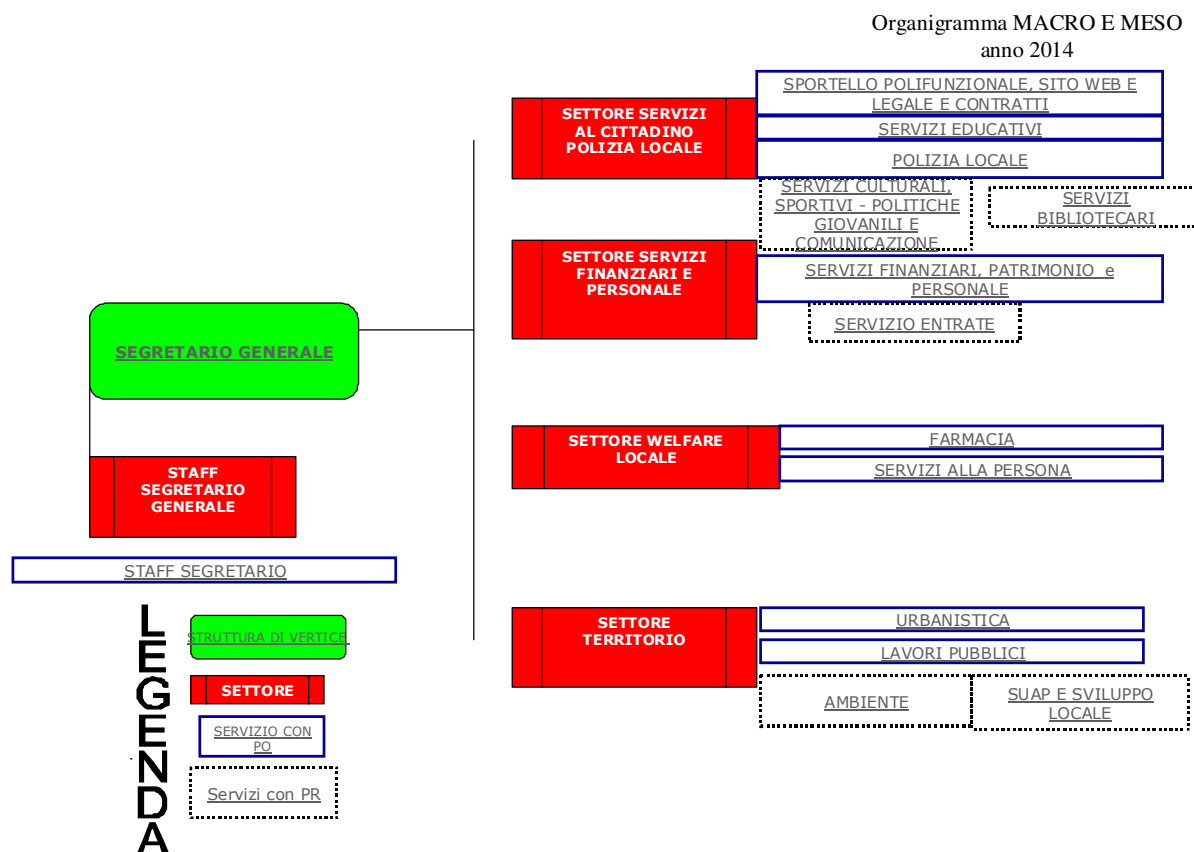 Organigramma MACRO E MESO
anno 2014
SETTORE SERVIZI
AL CITTADINO
POLIZIA LOCALE
SPORTELLO POLIFUNZIONALE, SITO WEB E
LEGALE E CONTRATTI
SERVIZI EDUCATIVI
POLIZIA LOCALE
SERVIZI CULTURALI,
SPORTIVI - POLITICHE
GIOVANILI E
COMUNICAZIONE
SERVIZI
BIBLIOTECARI
SETTORE SERVIZI
FINANZIARI E
PERSONALE
SERVIZI FINANZIARI, PATRIMONIO e
PERSONALE
SERVIZIO ENTRATE
SEGRETARIO GENERALE
SETTORE WELFARE
LOCALE
FARMACIA
SERVIZI ALLA PERSONA
STAFF
SEGRETARIO
GENERALE
STAFF SEGRETARIO
SETTORE
TERRITORIO
URBANISTICA
LAVORI PUBBLICI
AMBIENTE
SUAP E SVILUPPO
LOCALE
LEGENDA
STRUTTURA DI VERTICE
SETTORE
SERVIZIO CON
PO
Servizi con PR